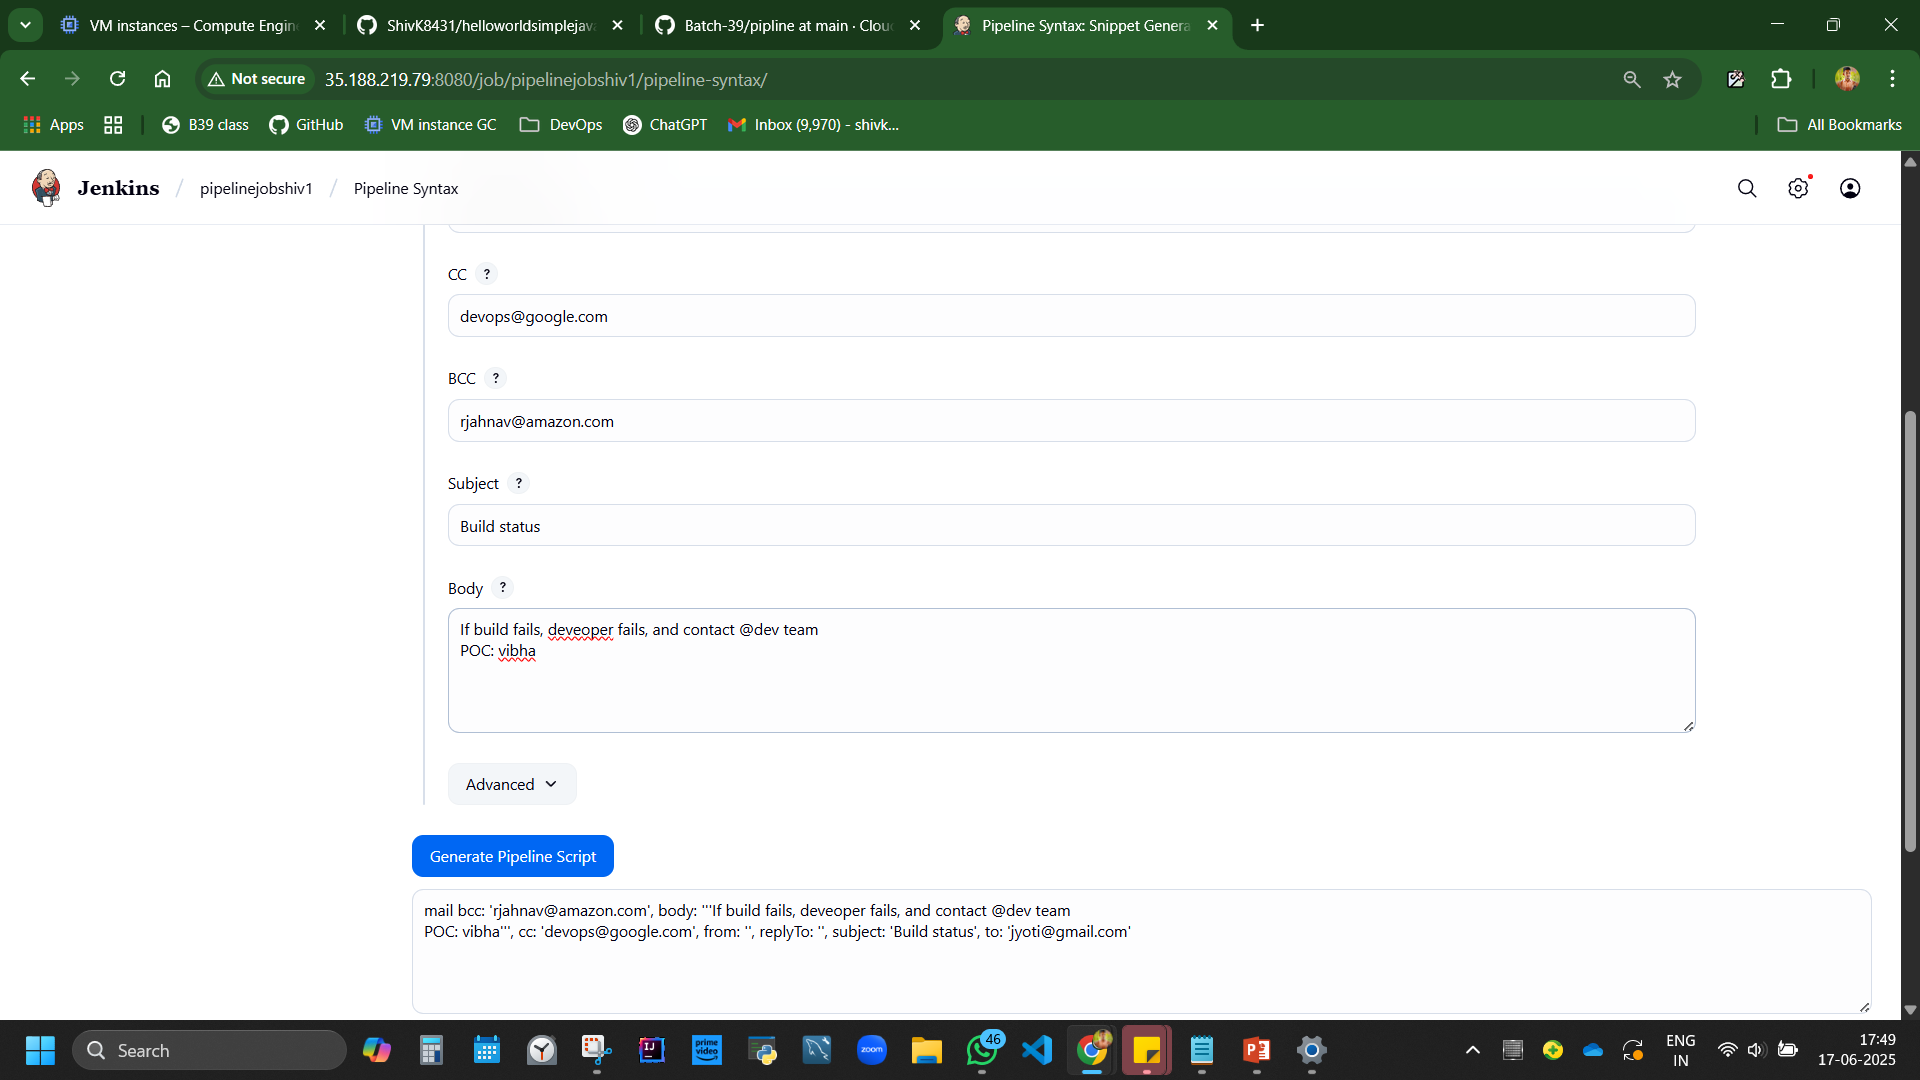 VM instances – Compute Engin
ShivK8431/helloworldsimplejava
Batch-39/pipline at main · Clou
Pipeline Syntax: Snippet Genera
Not secure
35.188.219.79:8080/job/pipelinejobshiv1/pipeline-syntax/
Apps
B39 class
GitHub
VM instance GC
DevOps
ChatGPT
Inbox (9,970) - shivk...
All Bookmarks
Jenkins / pipelinejobshiv1 / Pipeline Syntax
CC ?
devops@google.com
BCC ?
rjahnav@amazon.com
Subject ?
Build status
Body ?
If build fails, deveoper fails, and contact @dev team
POC: vibha
Advanced
Generate Pipeline Script
mail bcc: 'rjahnav@amazon.com', body: '''If build fails, deveoper fails, and contact @dev team
POC: vibha''', cc: 'devops@google.com', from: '', replyTo: '', subject: 'Build status', to: 'jyoti@gmail.com'
Search
IJ
prime
video
zoom
46
P
ENG
IN
17:49
17-06-2025